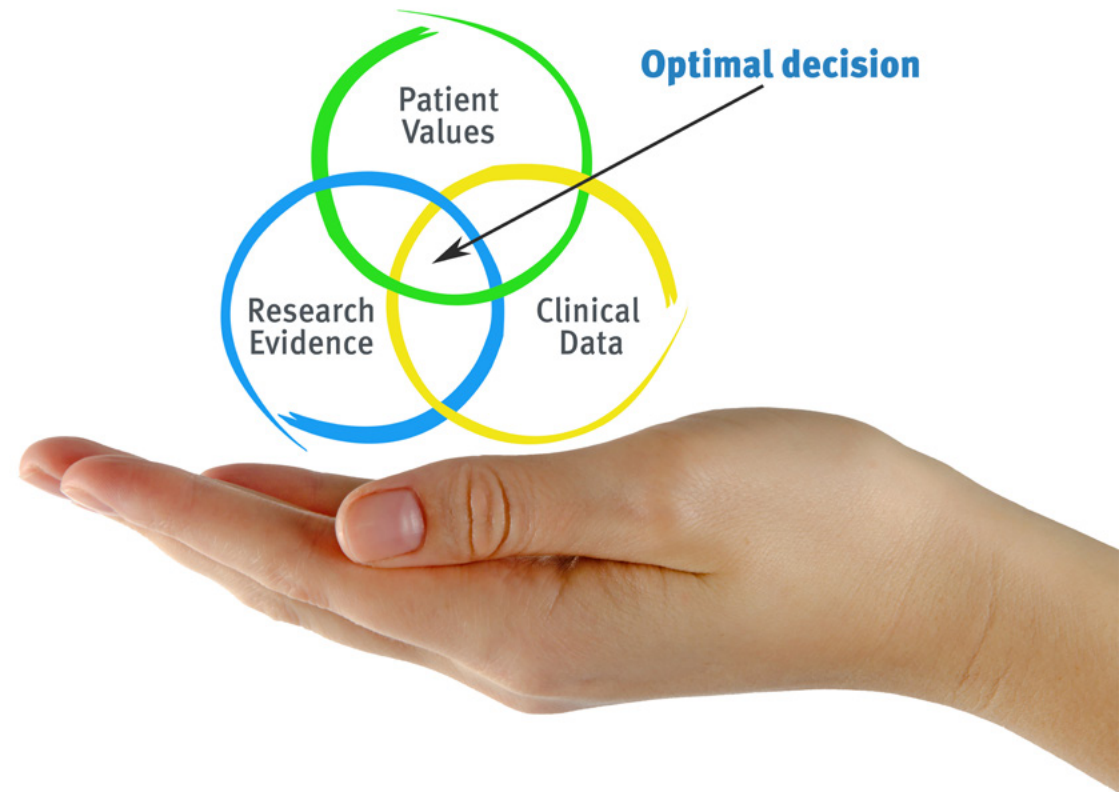 Optimal decision
Patient
Values
Research
Evidence
Clinical
Data